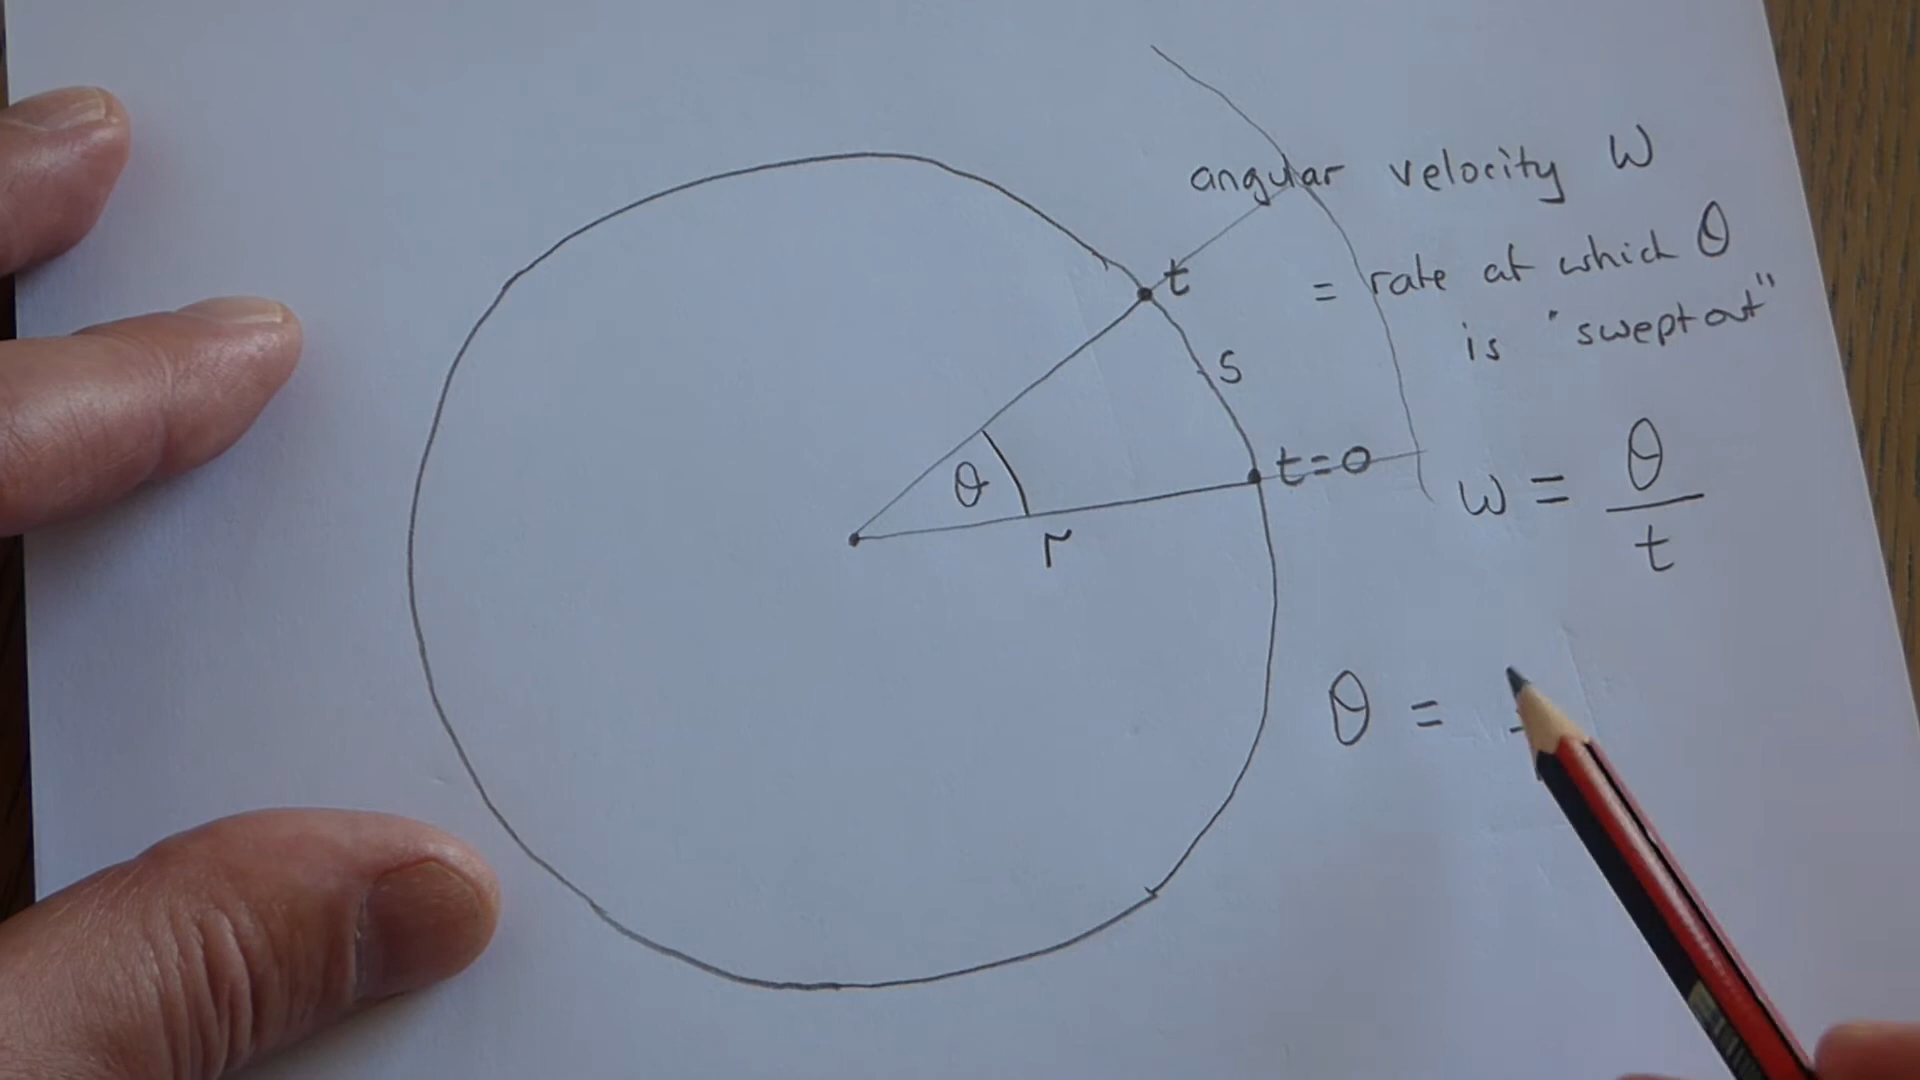 angular velocity ω
= rate at which θ
is "swept out"
t
s
t=0
θ
r
ω = θ/t
θ =